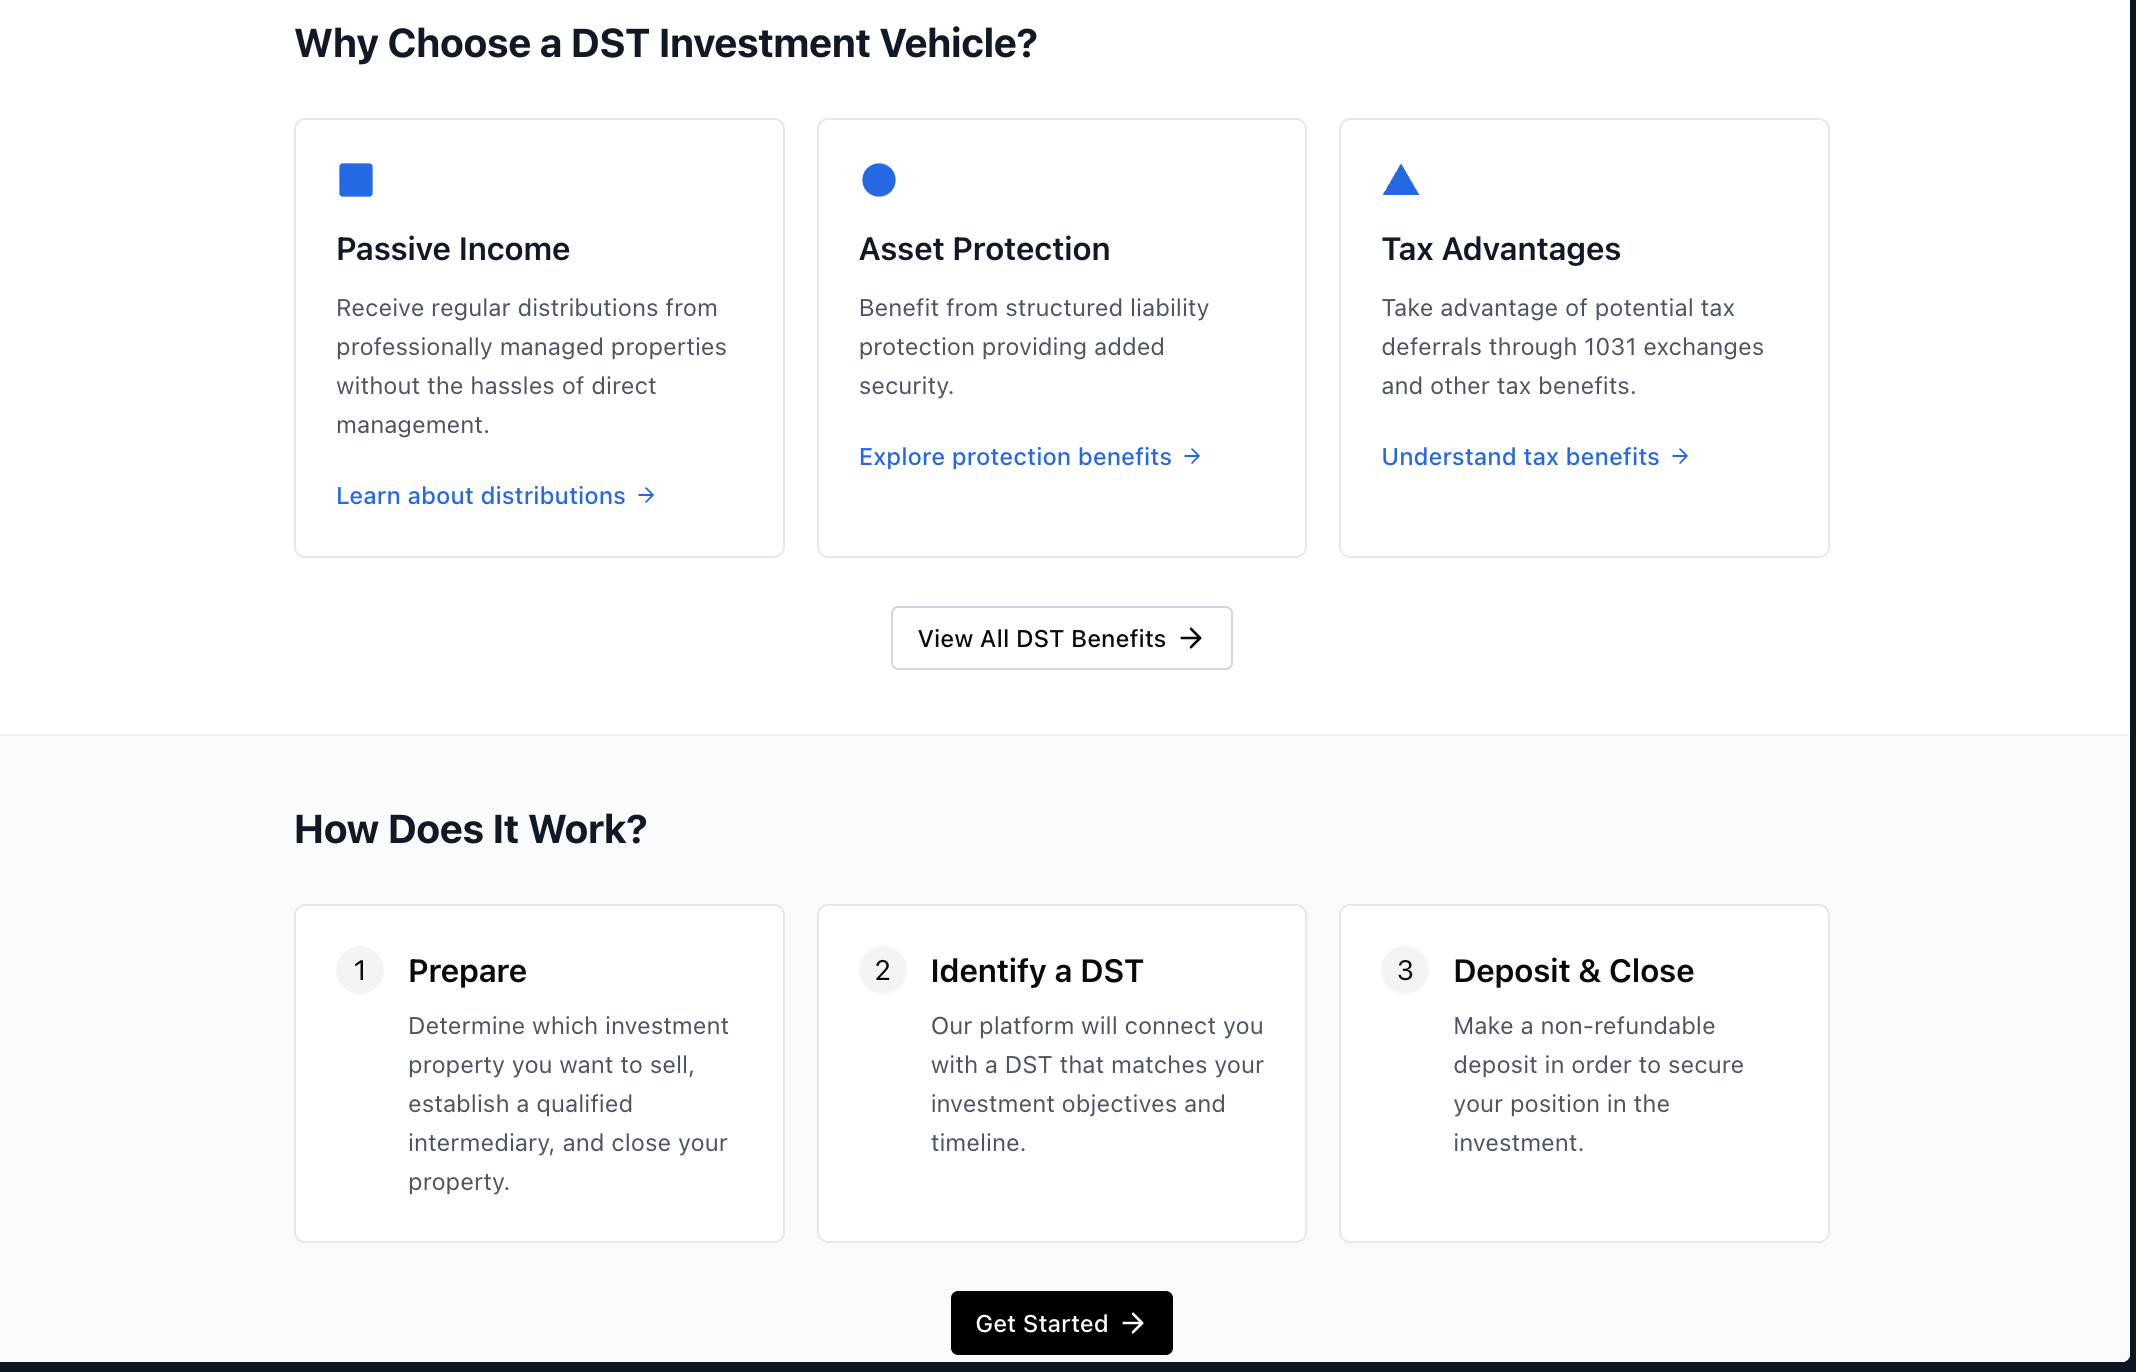 Why Choose a DST Investment Vehicle?
Passive Income
Receive regular distributions from
professionally managed properties
without the hassles of direct
management.
Learn about distributions →
Asset Protection
Benefit from structured liability
protection providing added
security.
Explore protection benefits →
Tax Advantages
Take advantage of potential tax
deferrals through 1031 exchanges
and other tax benefits.
Understand tax benefits →
View All DST Benefits →
How Does It Work?
1 Prepare
Determine which investment
property you want to sell,
establish a qualified
intermediary, and close your
property.
2 Identify a DST
Our platform will connect you
with a DST that matches your
investment objectives and
timeline.
3 Deposit & Close
Make a non-refundable
deposit in order to secure
your position in the
investment.
Get Started →